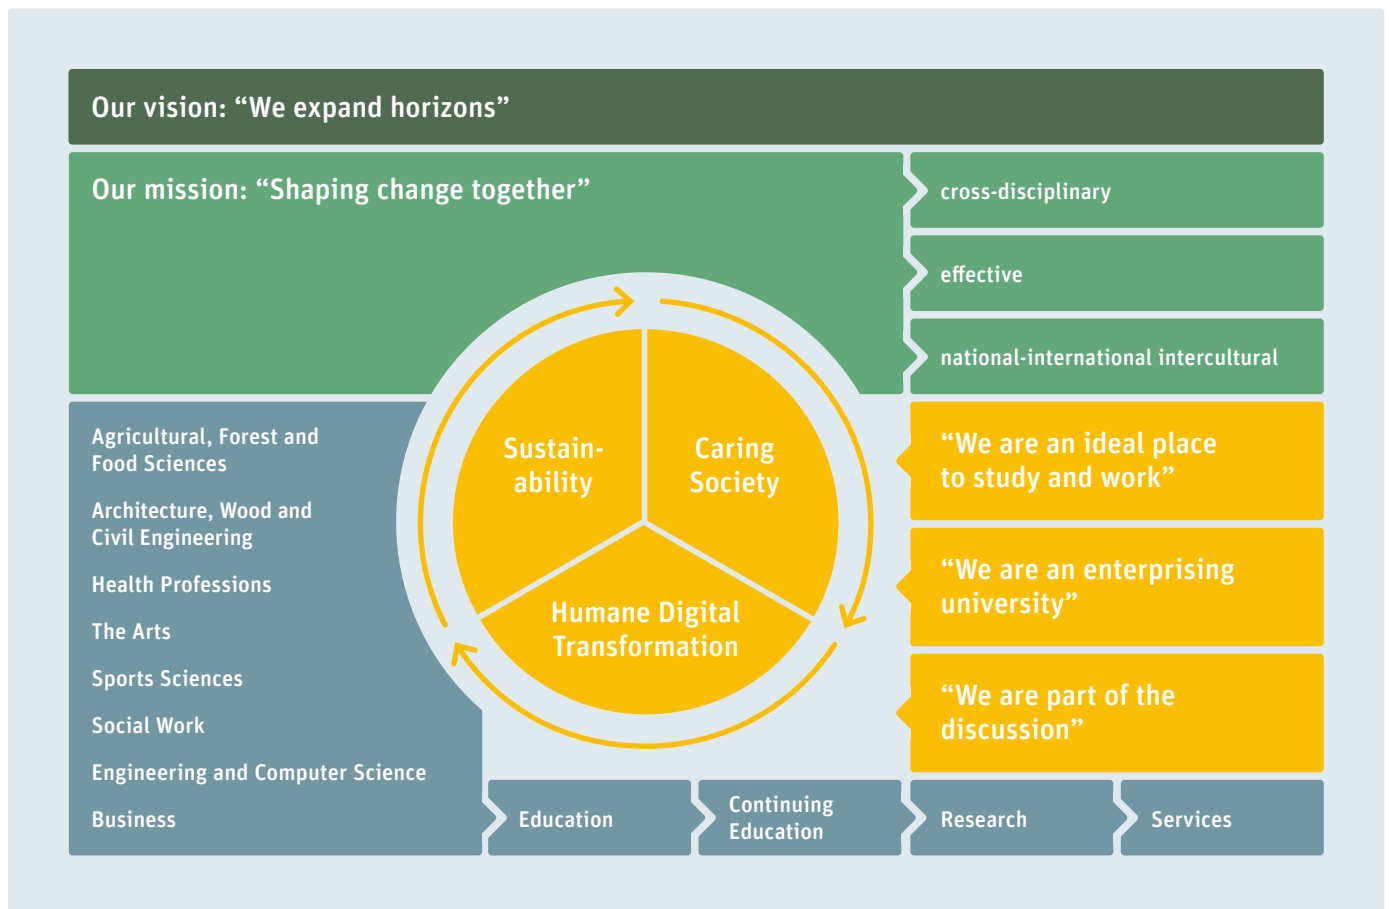 Our vision: “We expand horizons”
Our mission: “Shaping change together”
cross-disciplinary
effective
national-international intercultural
Sustain-
ability
Caring
Society
Humane Digital
Transformation
“We are an ideal place
to study and work”
“We are an enterprising
university”
“We are part of the
discussion”
Agricultural, Forest and
Food Sciences
Architecture, Wood and
Civil Engineering
Health Professions
The Arts
Sports Sciences
Social Work
Engineering and Computer Science
Business
Education
Continuing
Education
Research
Services